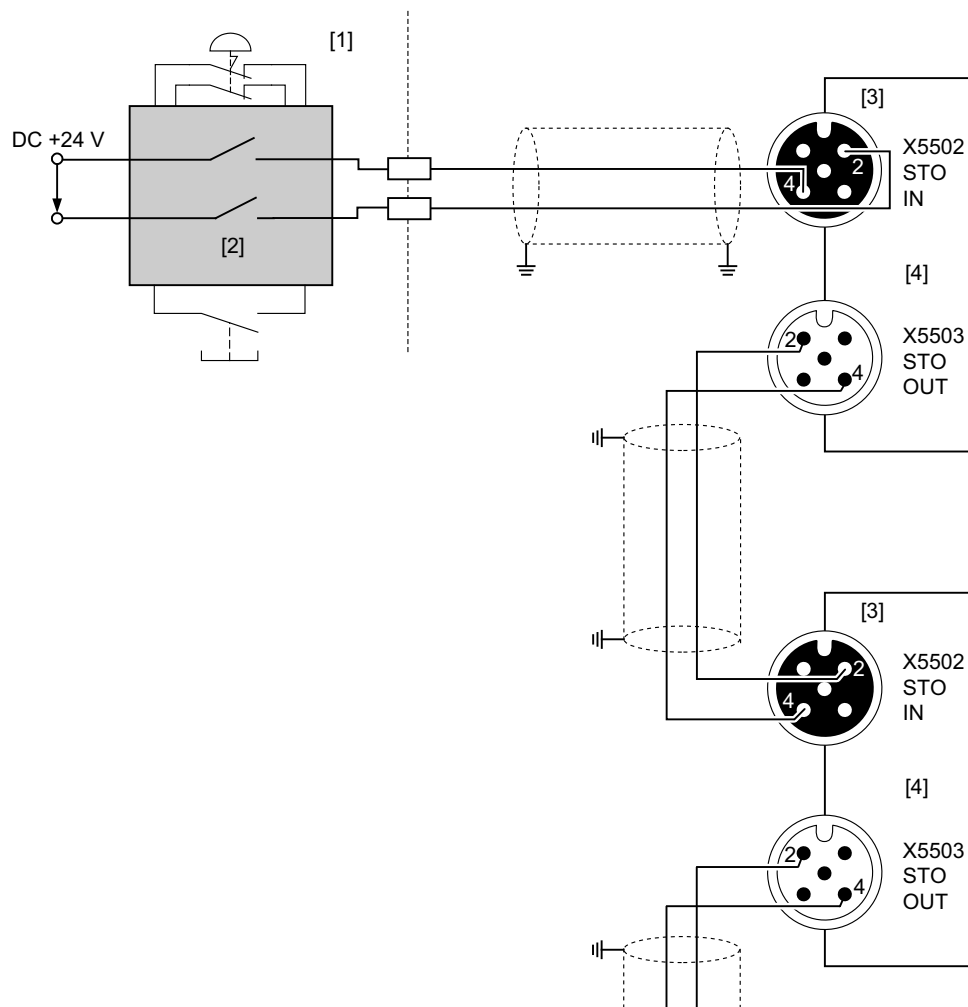 [1]
DC +24 V
[2]
[3]
X5502
STO
IN
2
4
[4]
X5503
STO
OUT
2
4
[3]
X5502
STO
IN
2
4
[4]
X5503
STO
OUT
2
4